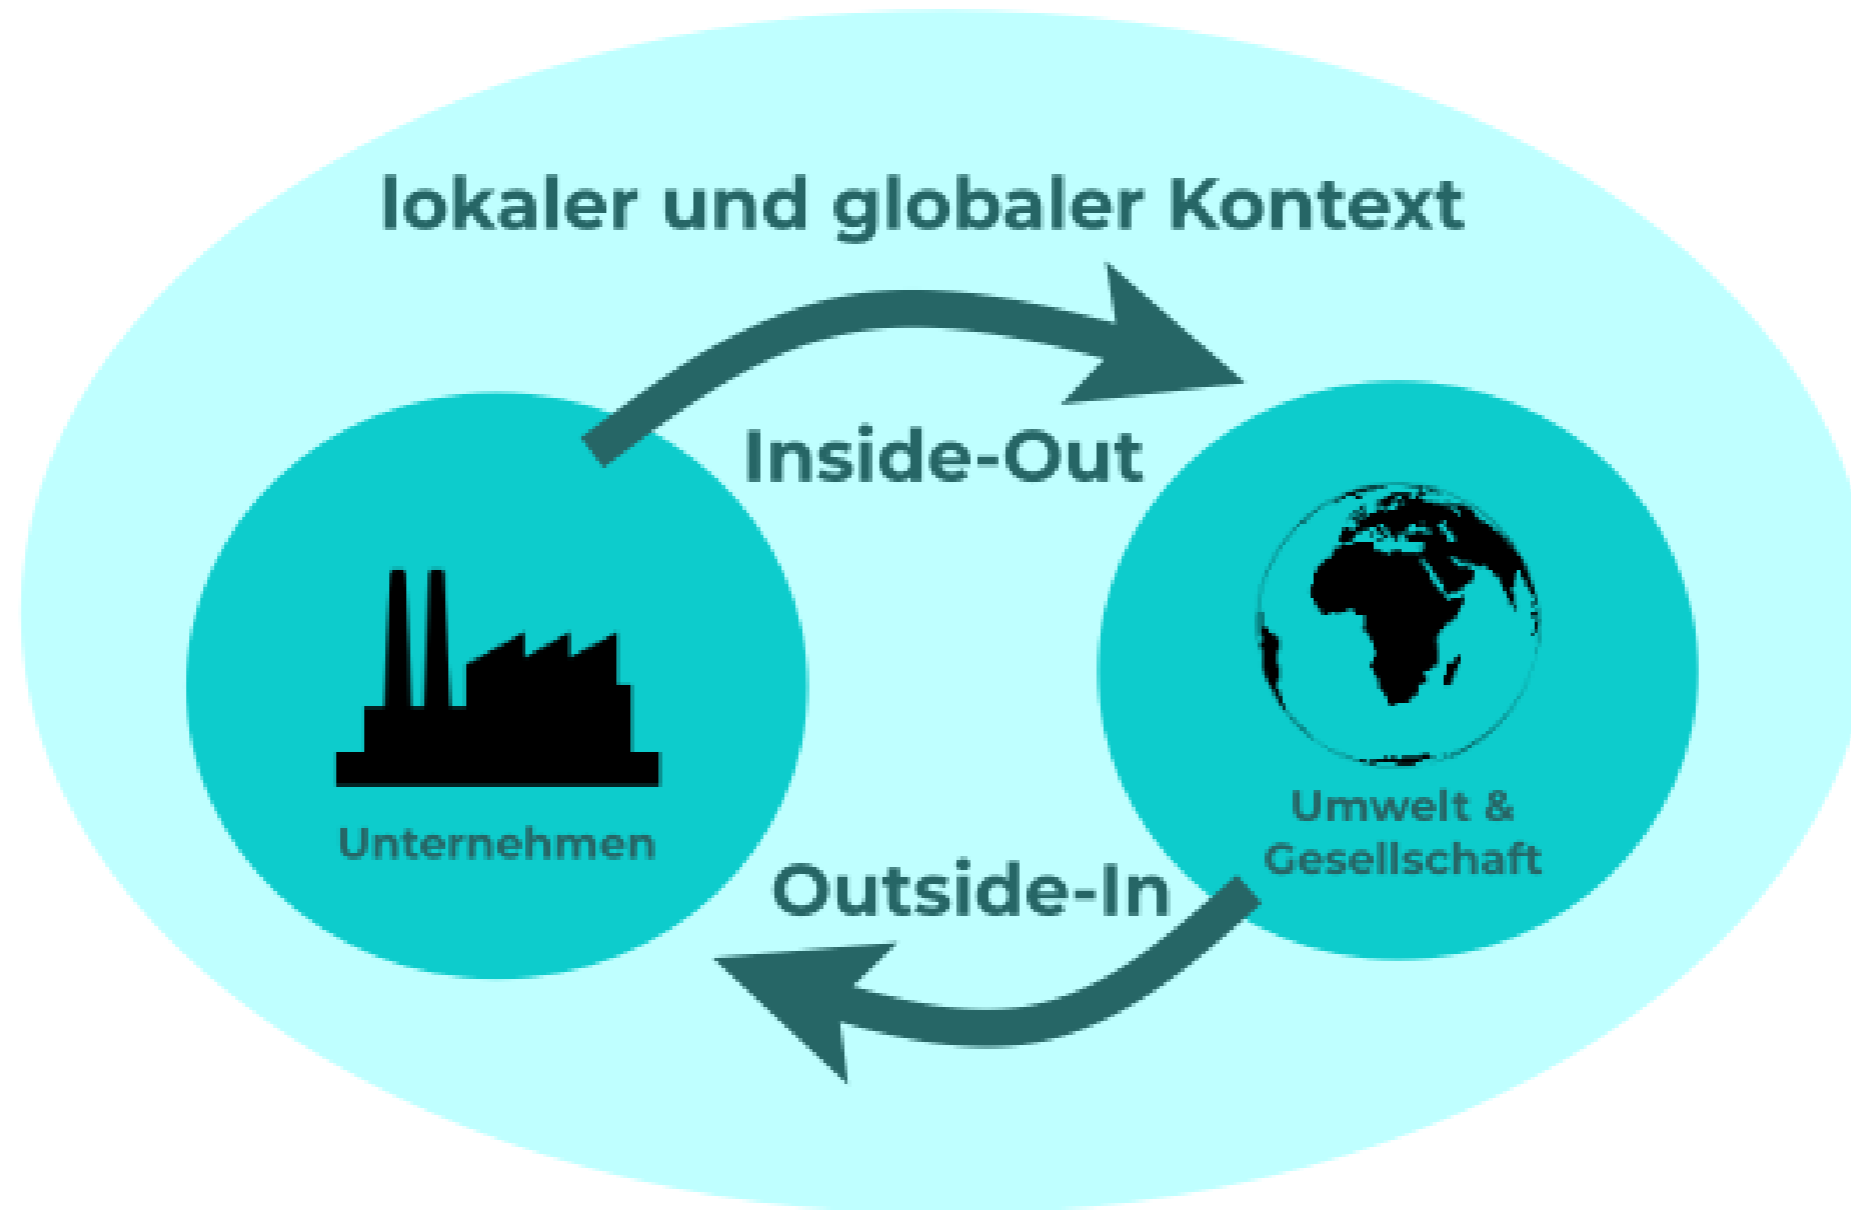 lokaler und globaler Kontext
Inside-Out
Unternehmen
Umwelt &
Gesellschaft
Outside-In